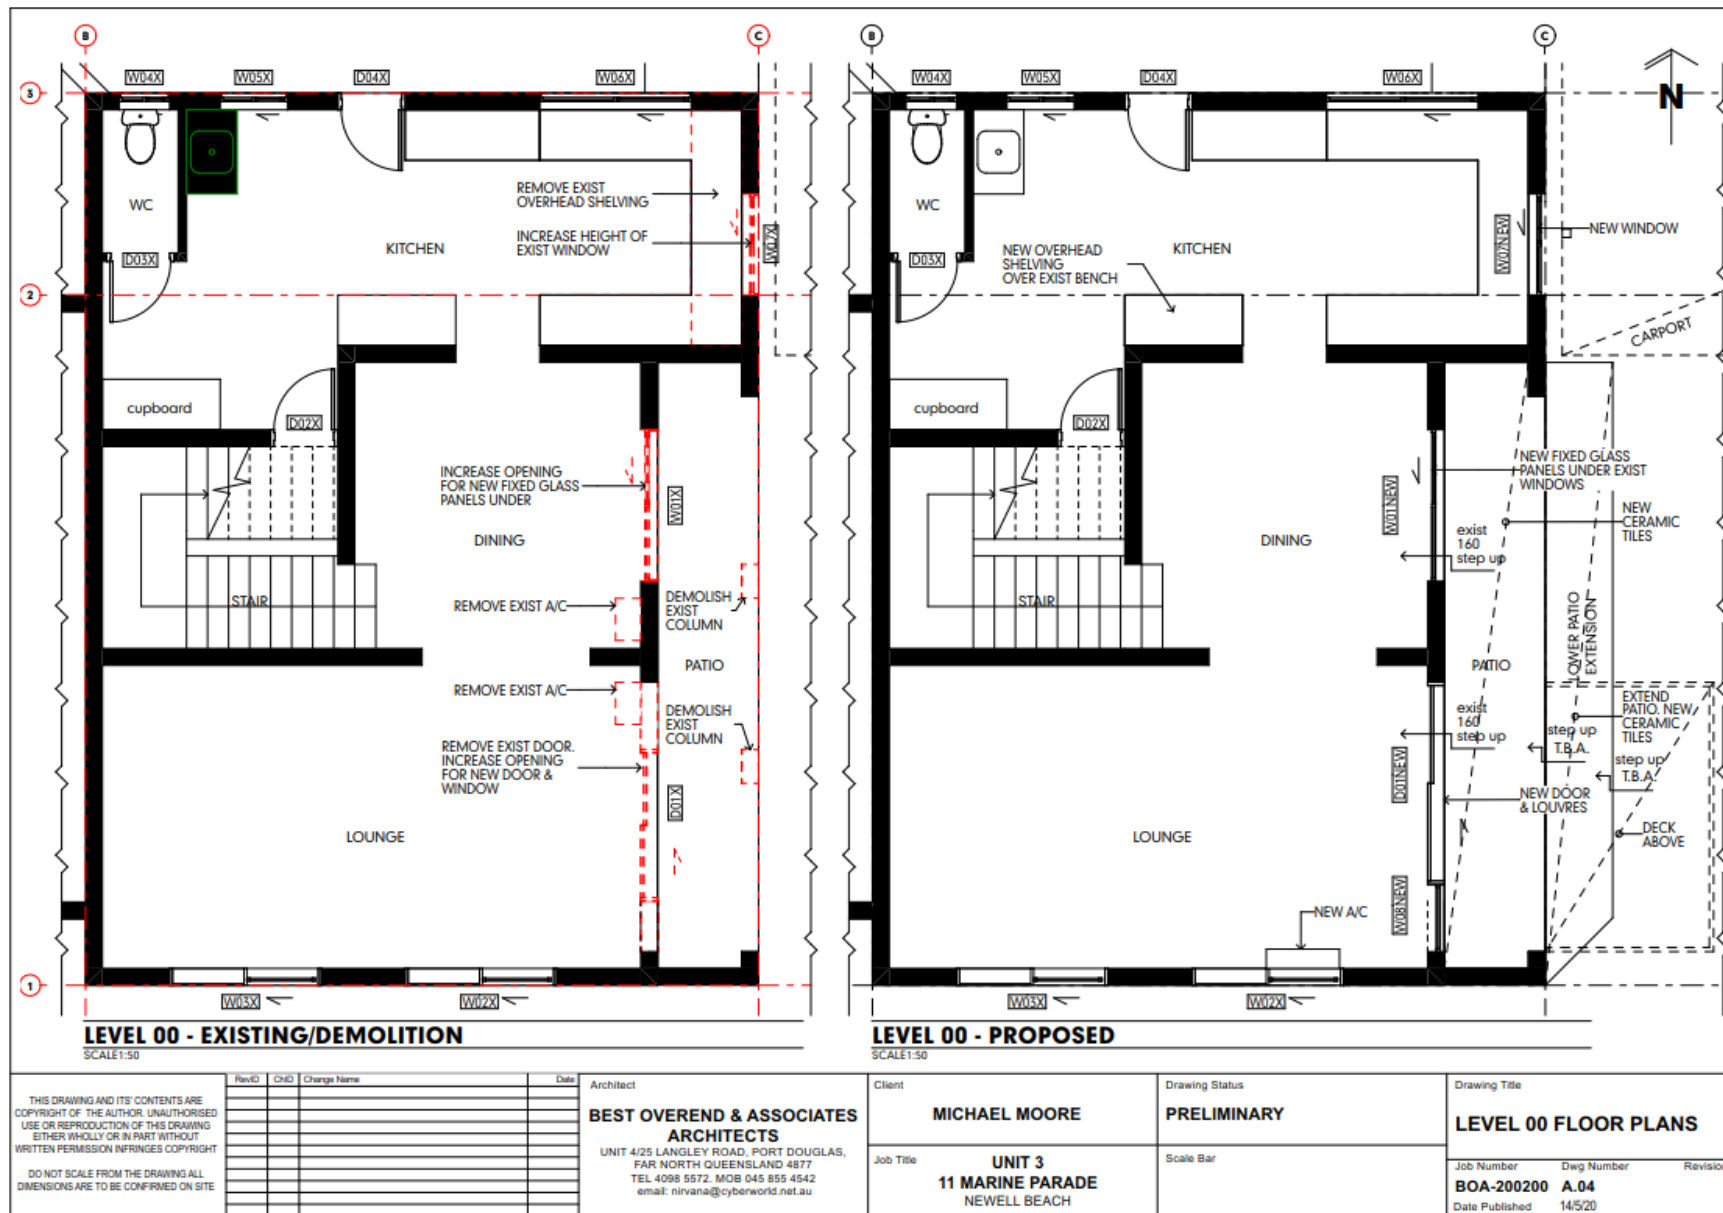 B
C
3
2
1
W04X
W05X
D04X
W06X
WC
KITCHEN
REMOVE EXIST
OVERHEAD SHELVING
INCREASE HEIGHT OF
EXIST WINDOW
W07X
D03X
cupboard
D02X
INCREASE OPENING
FOR NEW FIXED GLASS
PANELS UNDER
W01X
DINING
STAIR
REMOVE EXIST A/C
DEMOLISH
EXIST
COLUMN
PATIO
REMOVE EXIST A/C
DEMOLISH
EXIST
COLUMN
REMOVE EXIST DOOR.
INCREASE OPENING
FOR NEW DOOR &
WINDOW
D01X
LOUNGE
W03X
W02X
LEVEL 00 - EXISTING/DEMOLITION
SCALE1:50
B
C
N
W04X
W05X
D04X
W06X
WC
KITCHEN
W07NEW
NEW WINDOW
NEW OVERHEAD
SHELVING
OVER EXIST BENCH
D03X
CARPORT
cupboard
D02X
NEW FIXED GLASS
PANELS UNDER EXIST
WINDOWS
W01NEW
NEW
CERAMIC
TILES
exist
160
step up
DINING
STAIR
LOWER PATIO
EXTENSION
PATIO
EXTEND
PATIO. NEW
CERAMIC
TILES
exist
160
step up
step up
T.B.A.
step up
T.B.A.
D01NEW
NEW DOOR
& LOUVRES
DECK
ABOVE
LOUNGE
W08NEW
NEW A/C
W03X
W02X
LEVEL 00 - PROPOSED
SCALE1:50
THIS DRAWING AND ITS' CONTENTS ARE
COPYRIGHT OF THE AUTHOR. UNAUTHORISED
USE OR REPRODUCTION OF THIS DRAWING
EITHER WHOLLY OR IN PART WITHOUT
WRITTEN PERMISSION INFRINGES COPYRIGHT
DO NOT SCALE FROM THE DRAWING ALL
DIMENSIONS ARE TO BE CONFIRMED ON SITE
RevID ChID Change Name Date
Architect
BEST OVEREND & ASSOCIATES
ARCHITECTS
UNIT 4/25 LANGLEY ROAD, PORT DOUGLAS,
FAR NORTH QUEENSLAND 4877
TEL 4098 5572. MOB 045 855 4542
email: nirvana@cyberworld.net.au
Client
MICHAEL MOORE
Job Title
UNIT 3
11 MARINE PARADE
NEWELL BEACH
Drawing Status
PRELIMINARY
Scale Bar
Drawing Title
LEVEL 00 FLOOR PLANS
Job Number Dwg Number Revision
BOA-200200 A.04
Date Published 14/5/20